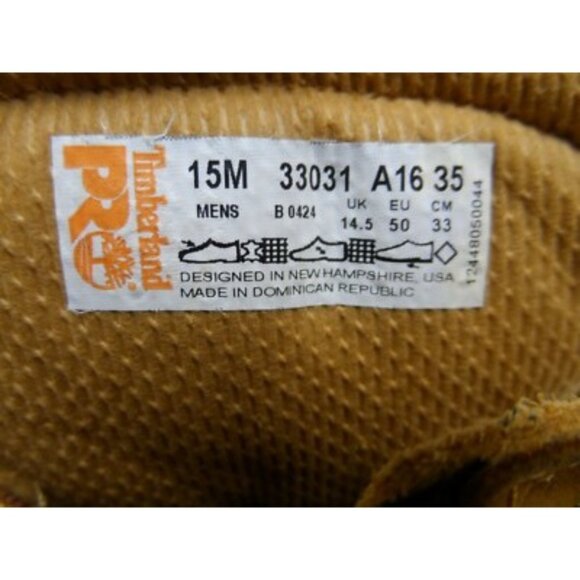 Timberland
PRO
15M 33031 A16 35
MENS B 0424 UK EU CM
14.5 50 33
DESIGNED IN NEW HAMPSHIRE, USA
MADE IN DOMINICAN REPUBLIC
12448050044